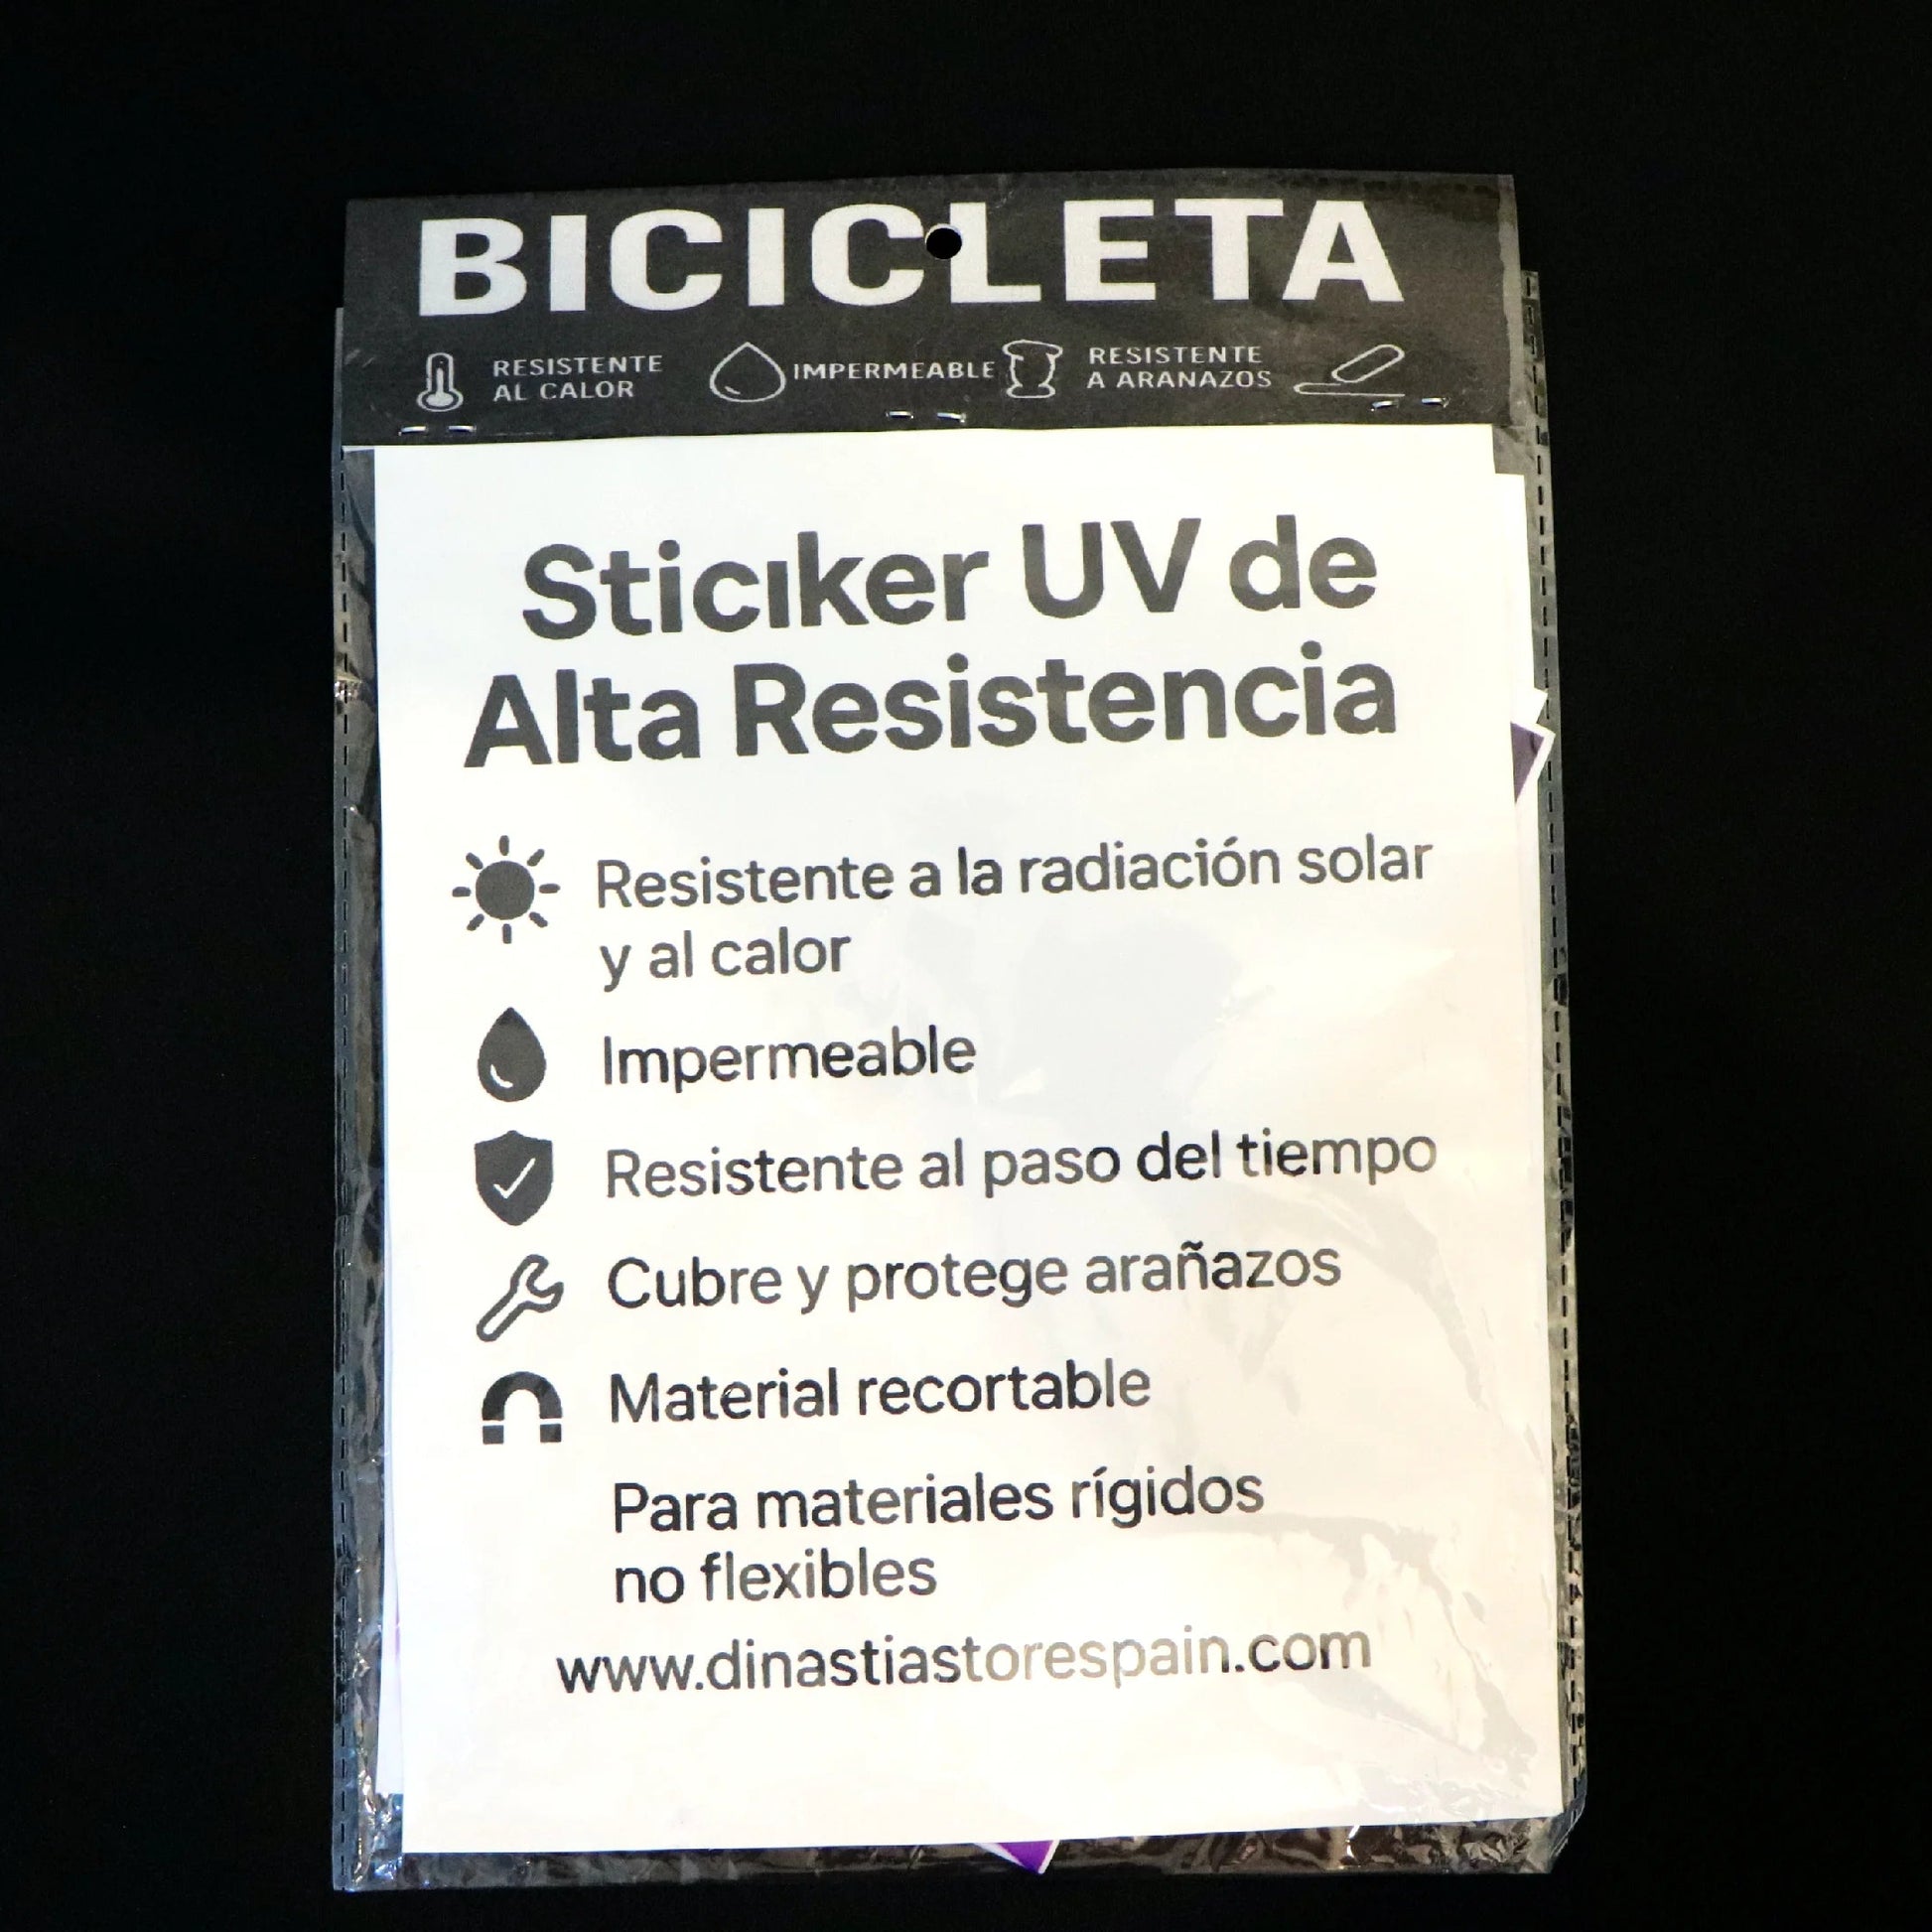 BICICLETA
RESISTENTE
AL CALOR
IMPERMEABLE
RESISTENTE
A ARANAZOS
Sticıker UV de
Alta Resistencia
Resistente a la radiación solar
y al calor
Impermeable
Resistente al paso del tiempo
Cubre y protege arañazos
Material recortable
Para materiales rígidos
no flexibles
www.dinastiastorespain.com